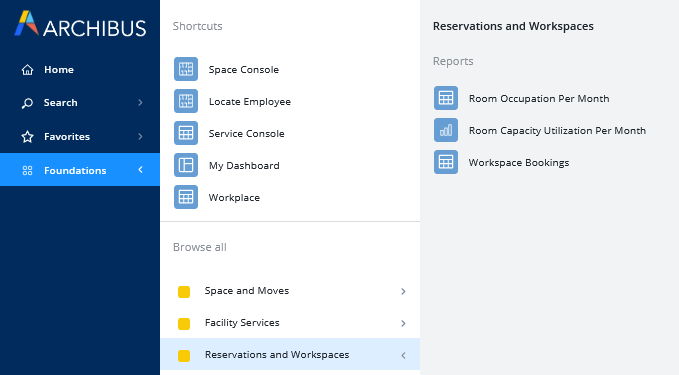 ARCHIBUS
Home
Search
Favorites
Foundations
Shortcuts
Space Console
Locate Employee
Service Console
My Dashboard
Workplace
Browse all
Space and Moves
Facility Services
Reservations and Workspaces
Reservations and Workspaces
Reports
Room Occupation Per Month
Room Capacity Utilization Per Month
Workspace Bookings